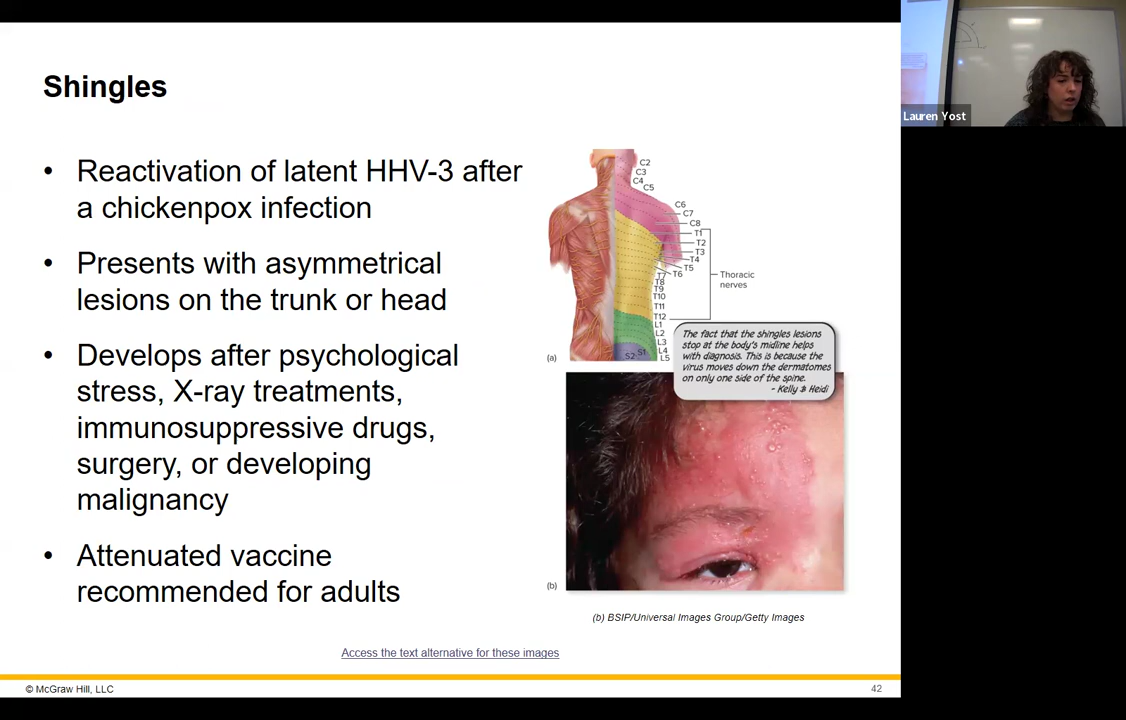 Shingles
• Reactivation of latent HHV-3 after
a chickenpox infection
• Presents with asymmetrical
lesions on the trunk or head
• Develops after psychological
stress, X-ray treatments,
immunosuppressive drugs,
surgery, or developing
malignancy
• Attenuated vaccine
recommended for adults
C2
C3
C4
C5
C6
C7
C8
T1
T2
T3
T4
T5
T6
T7
T8
T9
T10
T11
T12
L1
L2
L3
L4
L5
S2
S1
Thoracic
nerves
(a)
The fact that the shingles lesions
stop at the body's midline helps
with diagnosis. This is because the
virus moves down the dermatomes
on only one side of the spine.
- Kelly & Heidi
(b)
(b) BSIP/Universal Images Group/Getty Images
Access the text alternative for these images
© McGraw Hill, LLC
42
Lauren Yost